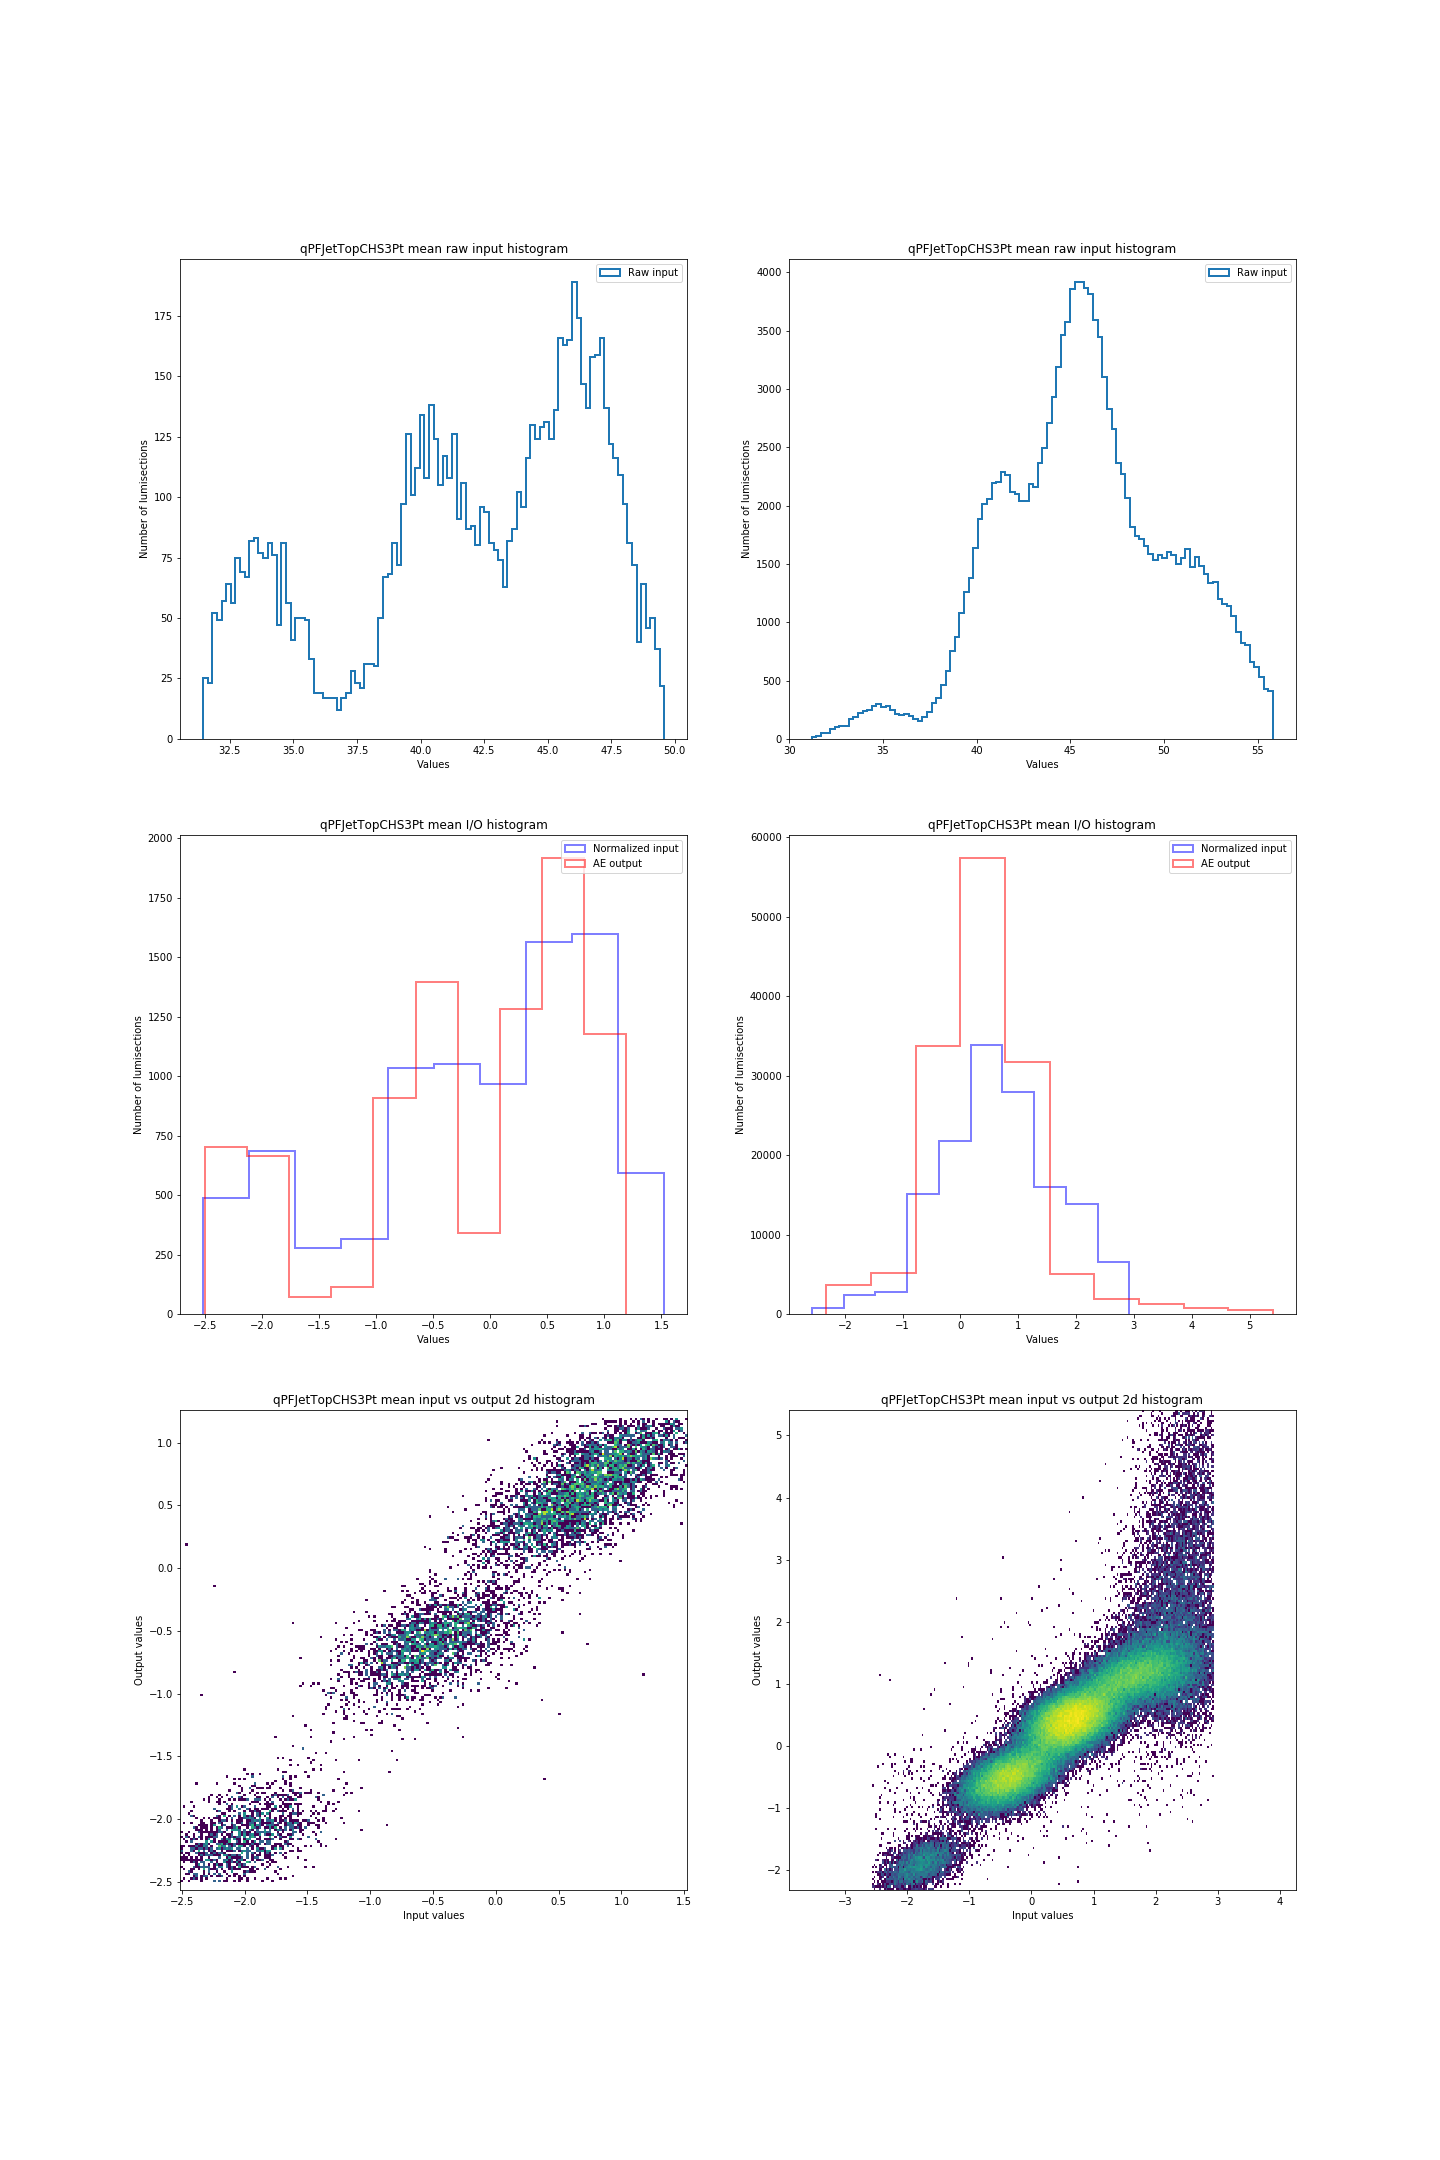 qPFJetTopCHS3Pt mean raw input histogram
Raw input
Number of lumisections
175
150
125
100
75
50
25
0
32.5 35.0 37.5 40.0 42.5 45.0 47.5 50.0
Values
qPFJetTopCHS3Pt mean raw input histogram
Raw input
Number of lumisections
4000
3500
3000
2500
2000
1500
1000
500
0
30 35 40 45 50 55
Values
qPFJetTopCHS3Pt mean I/O histogram
Normalized input
AE output
Number of lumisections
2000
1750
1500
1250
1000
750
500
250
0
−2.5 −2.0 −1.5 −1.0 −0.5 0.0 0.5 1.0 1.5
Values
qPFJetTopCHS3Pt mean I/O histogram
Normalized input
AE output
Number of lumisections
60000
50000
40000
30000
20000
10000
0
−2 −1 0 1 2 3 4 5
Values
qPFJetTopCHS3Pt mean input vs output 2d histogram
Output values
1.0
0.5
0.0
−0.5
−1.0
−1.5
−2.0
−2.5
−2.5 −2.0 −1.5 −1.0 −0.5 0.0 0.5 1.0 1.5
Input values
qPFJetTopCHS3Pt mean input vs output 2d histogram
Output values
5
4
3
2
1
0
−1
−2
−3 −2 −1 0 1 2 3 4
Input values